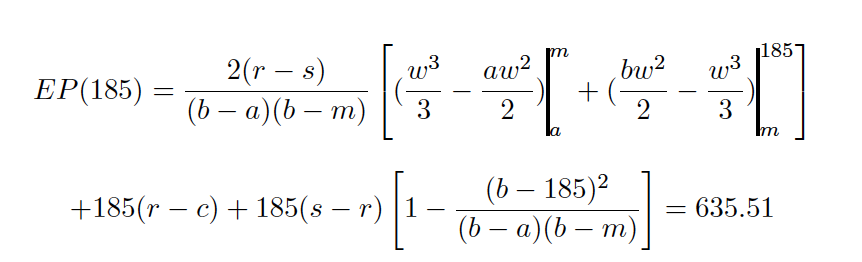 EP(185) = \frac{2(r − s)}{(b − a)(b − m)} \left[ (\frac{w^3}{3} − \frac{aw^2}{2}) \Big|_a^m + (\frac{bw^2}{2} − \frac{w^3}{3}) \Big|_m^{185} \right]
+185(r − c) + 185(s − r) \left[ 1 − \frac{(b − 185)^2}{(b − a)(b − m)} \right] = 635.51